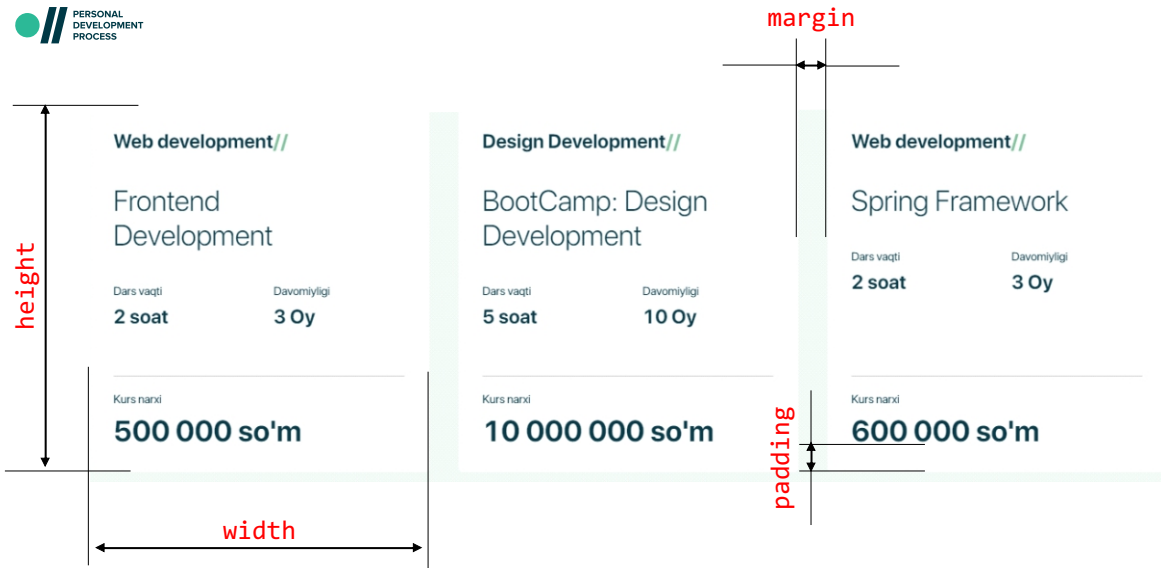 PERSONAL
DEVELOPMENT
PROCESS
margin
height
Web development//
Frontend
Development
Dars vaqti
Davomiyligi
2 soat
3 Oy
Kurs narxi
500 000 so'm
width
Design Development//
BootCamp: Design
Development
Dars vaqti
Davomiyligi
5 soat
10 Oy
Kurs narxi
10 000 000 so'm
padding
Web development//
Spring Framework
Dars vaqti
Davomiyligi
2 soat
3 Oy
Kurs narxi
600 000 so'm